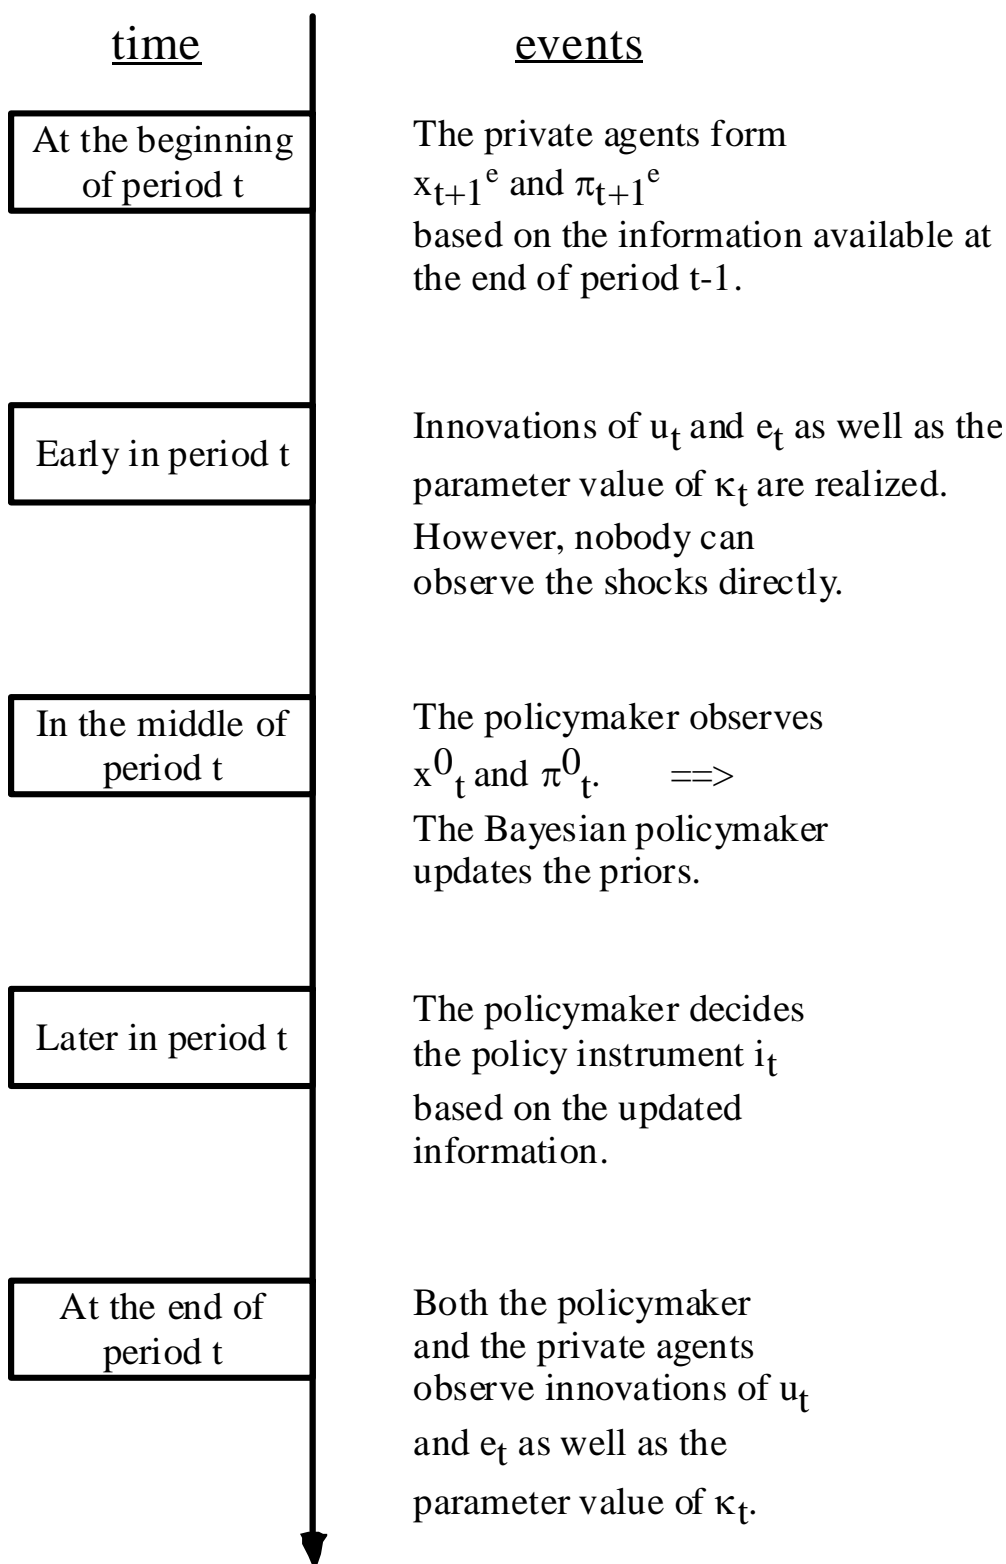 time
events
At the beginning
of period t
The private agents form
xₜ₊₁ᵉ and πₜ₊₁ᵉ
based on the information available at
the end of period t-1.
Early in period t
Innovations of uₜ and eₜ as well as the
parameter value of κₜ are realized.
However, nobody can
observe the shocks directly.
In the middle of
period t
The policymaker observes
x⁰ₜ and π⁰ₜ. ==>
The Bayesian policymaker
updates the priors.
Later in period t
The policymaker decides
the policy instrument iₜ
based on the updated
information.
At the end of
period t
Both the policymaker
and the private agents
observe innovations of uₜ
and eₜ as well as the
parameter value of κₜ.